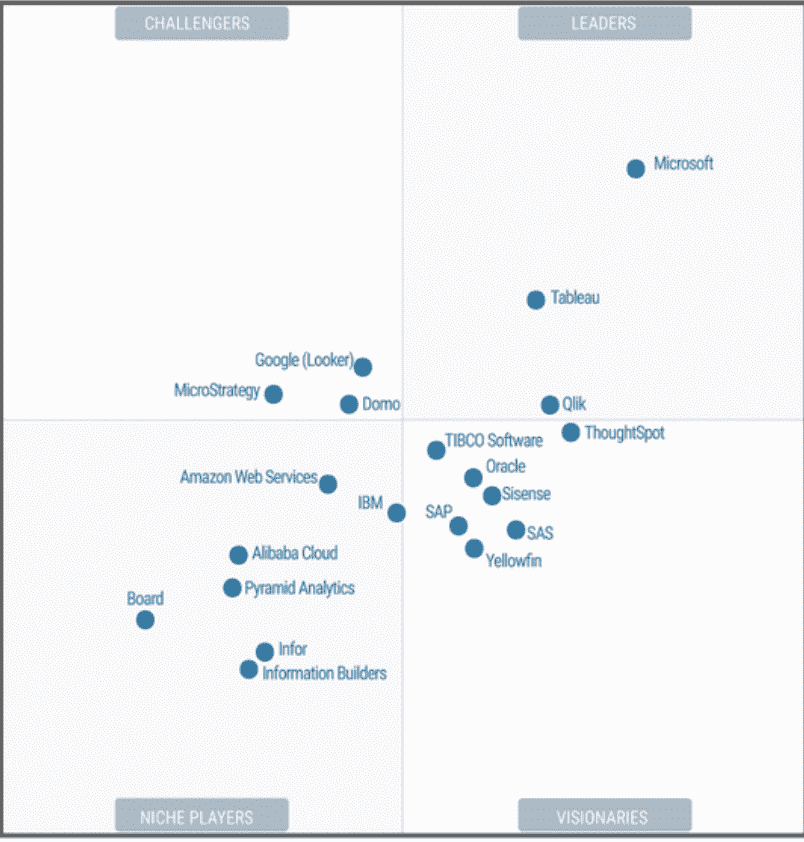 CHALLENGERS
LEADERS
Microsoft
Tableau
Google (Looker)
MicroStrategy
Domo
Qlik
ThoughtSpot
TIBCO Software
Oracle
Amazon Web Services
Sisense
IBM
SAP
SAS
Alibaba Cloud
Yellowfin
Pyramid Analytics
Board
Infor
Information Builders
NICHE PLAYERS
VISIONARIES